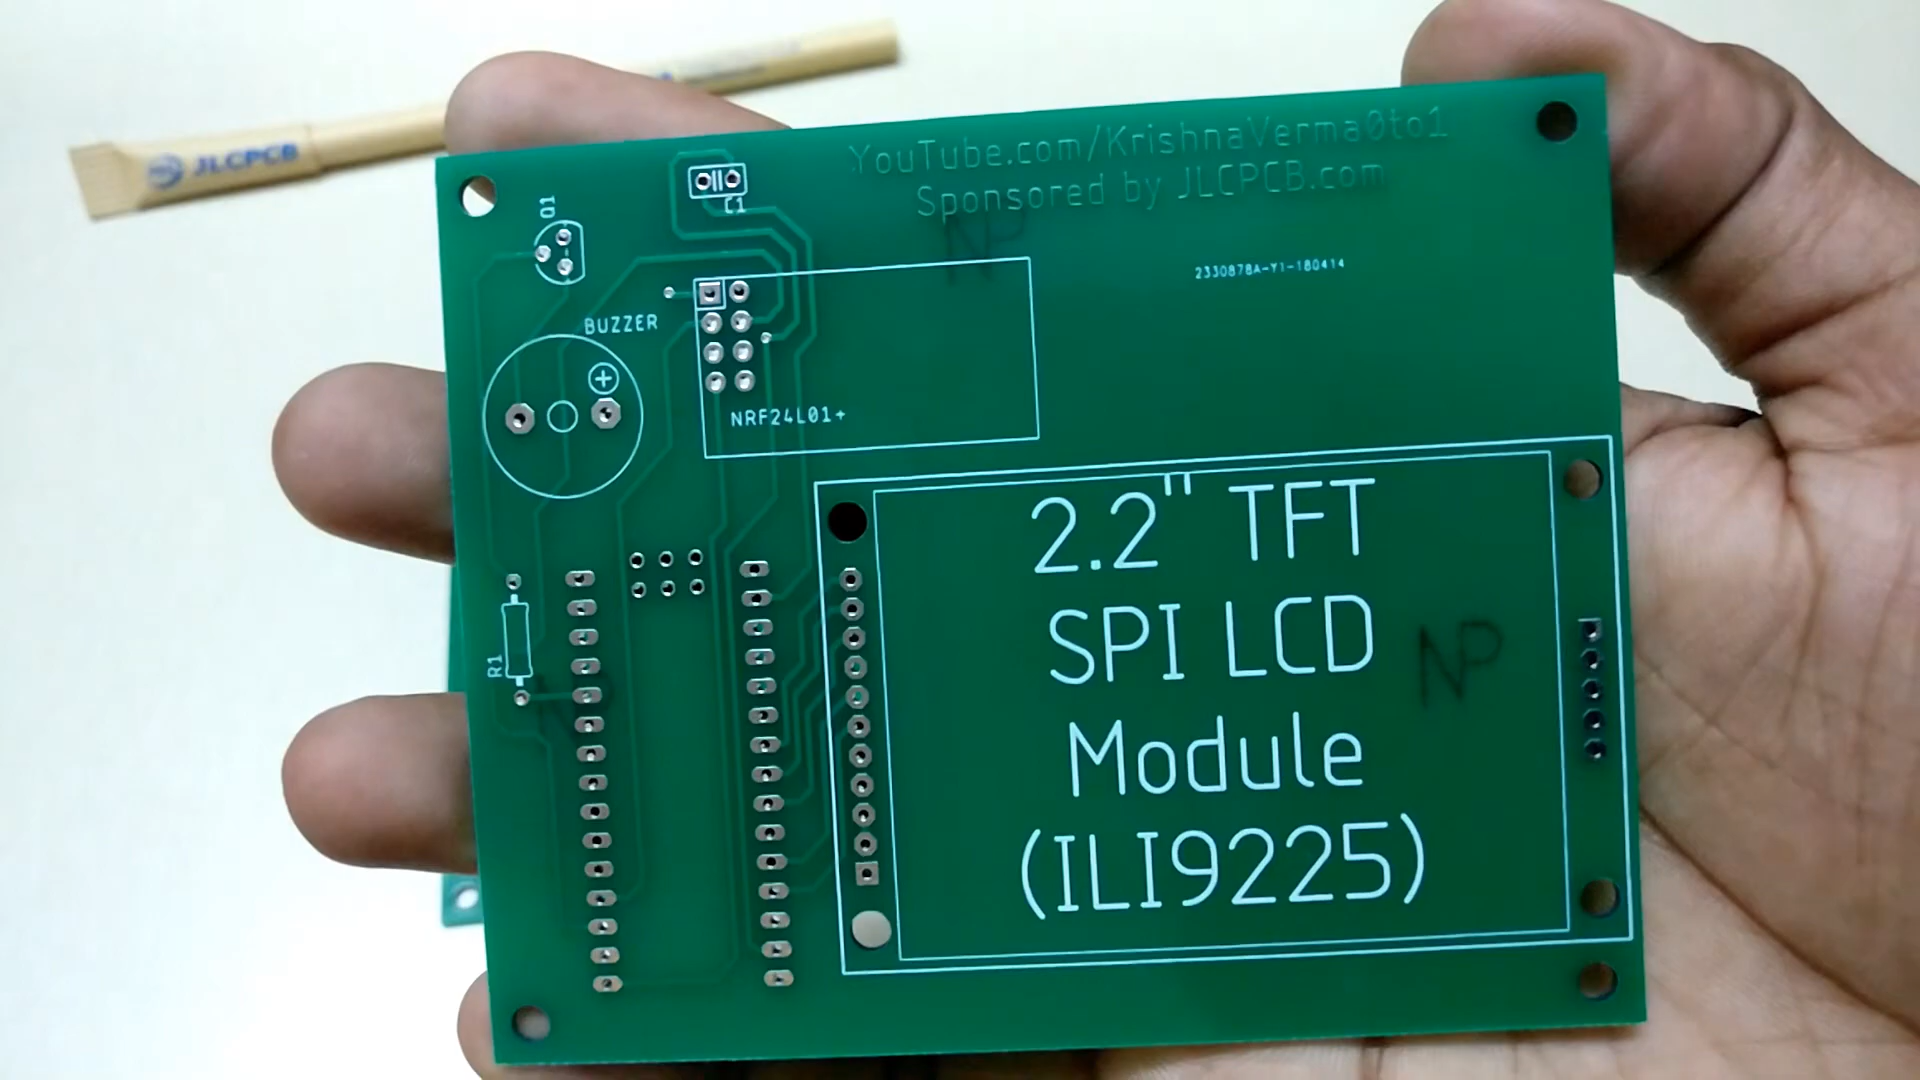 JLCPCB
YouTube.com/KrishnaVerma0to1
Sponsored by JLCPCB.com
C1
Q1
2330878A-Y1-180414
BUZZER
+
NRF24L01+
2.2" TFT
SPI LCD
Module
(ILI9225)
R1
NP
NP